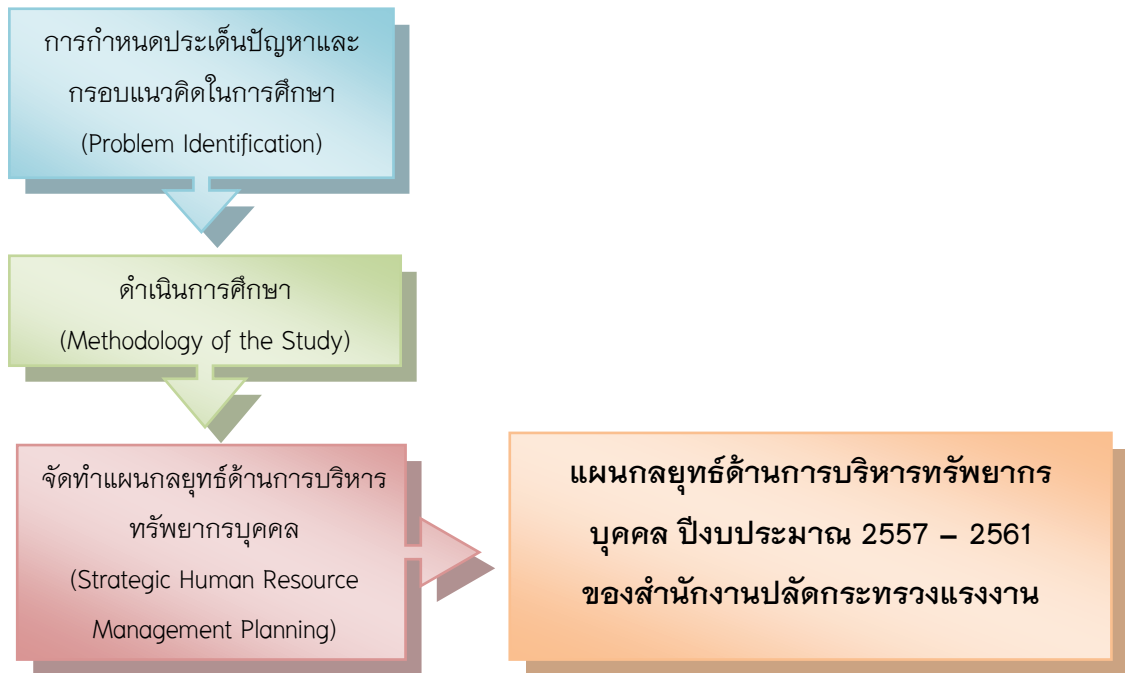 การกำหนดประเด็นปัญหาและ
กรอบแนวคิดในการศึกษา
(Problem Identification)
ดำเนินการศึกษา
(Methodology of the Study)
จัดทำแผนกลยุทธ์ด้านการบริหาร
ทรัพยากรบุคคล
(Strategic Human Resource
Management Planning)
แผนกลยุทธ์ด้านการบริหารทรัพยากร
บุคคล ปีงบประมาณ 2557 – 2561
ของสำนักงานปลัดกระทรวงแรงงาน